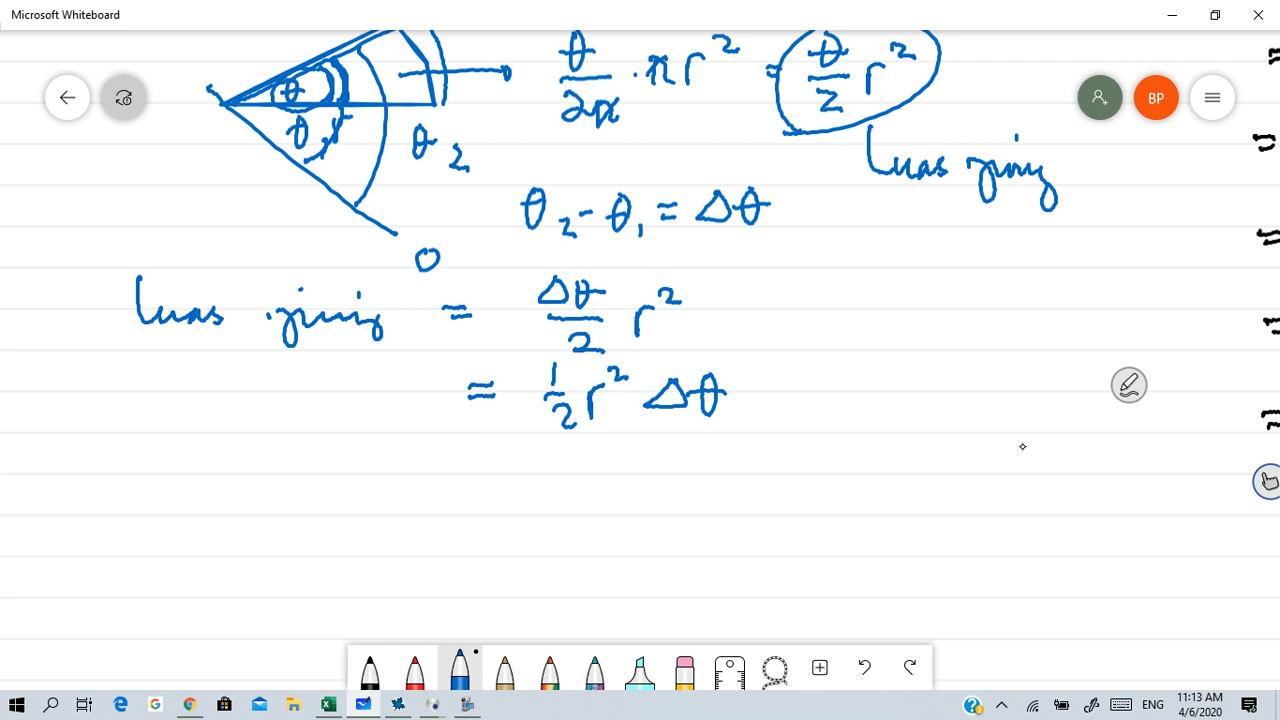 Microsoft Whiteboard
θ/2π · πr² = θ/2 r²
θ
θ₁
θ₂
Luas juring
θ₂ - θ₁ = Δθ
0
Luas juring = Δθ/2 r²
= 1/2 r² Δθ
BP
ENG
11:13 AM
4/6/2020